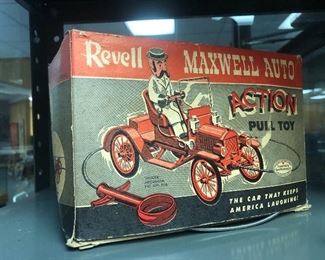 Revell MAXWELL AUTO
ACTION
PULL TOY
THE CAR THAT KEEPS
AMERICA LAUGHING!